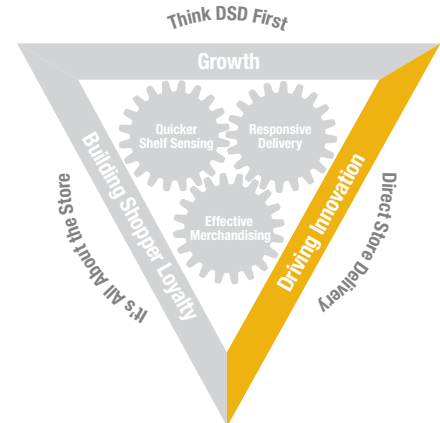 Think DSD First
Growth
Quicker
Shelf Sensing
Responsive
Delivery
Effective
Merchandising
Building Shopper Loyalty
Driving Innovation
It's All About the Store
Direct Store Delivery